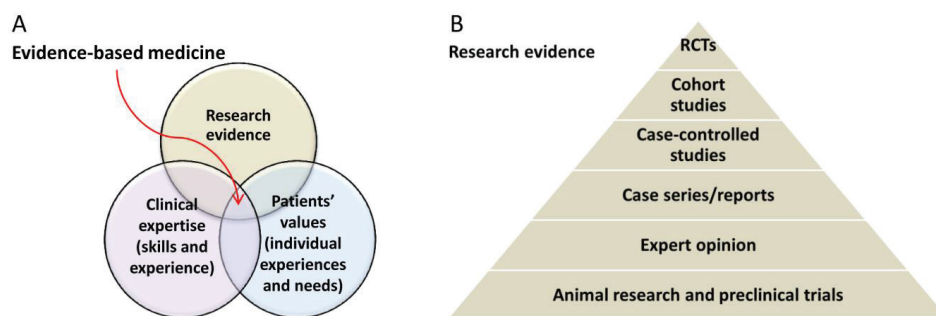 A
Evidence-based medicine
Research
evidence
Clinical
expertise
(skills and
experience)
Patients’
values
(individual
experiences
and needs)
B
Research evidence
RCTs
Cohort
studies
Case-controlled
studies
Case series/reports
Expert opinion
Animal research and preclinical trials